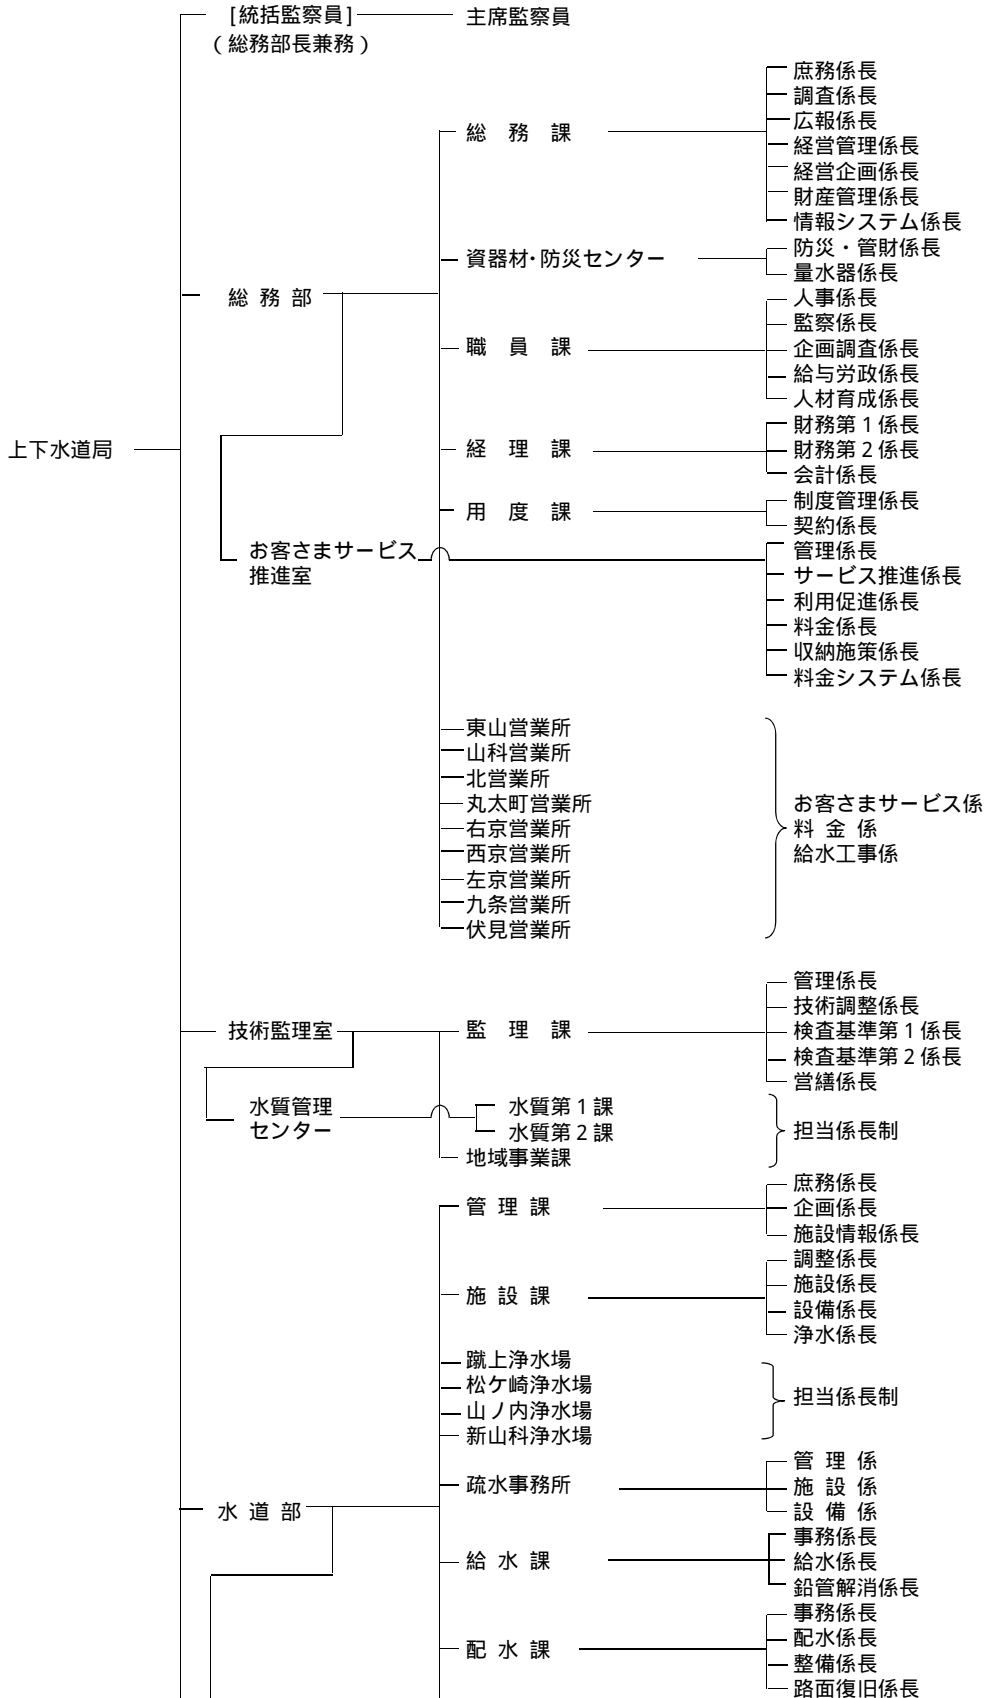 [統括監察員] 主席監察員
(総務部長兼務)
庶務係長
調査係長
広報係長
総務課
経営管理係長
経営企画係長
財産管理係長
情報システム係長
防災・管財係長
資器材・防災センター
量水器係長
総務部
人事係長
監察係長
職員課
企画調査係長
給与労政係長
人材育成係長
財務第1係長
上下水道局
経理課
財務第2係長
会計係長
制度管理係長
用度課
契約係長
お客さまサービス
推進室
管理係長
サービス推進係長
利用促進係長
料金係長
収納施策係長
料金システム係長
東山営業所
山科営業所
北営業所
丸太町営業所
右京営業所
西京営業所
左京営業所
九条営業所
伏見営業所
お客さまサービス係
料金係
給水工事係
管理係長
技術調整係長
技術監理室
監理課
検査基準第1係長
検査基準第2係長
営繕係長
水質管理
センター
水質第1課
水質第2課
地域事業課
担当係長制
庶務係長
管理課
企画係長
施設情報係長
調整係長
施設課
施設係長
設備係長
浄水係長
蹴上浄水場
松ケ崎浄水場
山ノ内浄水場
新山科浄水場
担当係長制
管理係
疏水事務所
施設係
設備係
水道部
事務係長
給水課
給水係長
鉛管解消係長
事務係長
配水課
配水係長
整備係長
路面復旧係長